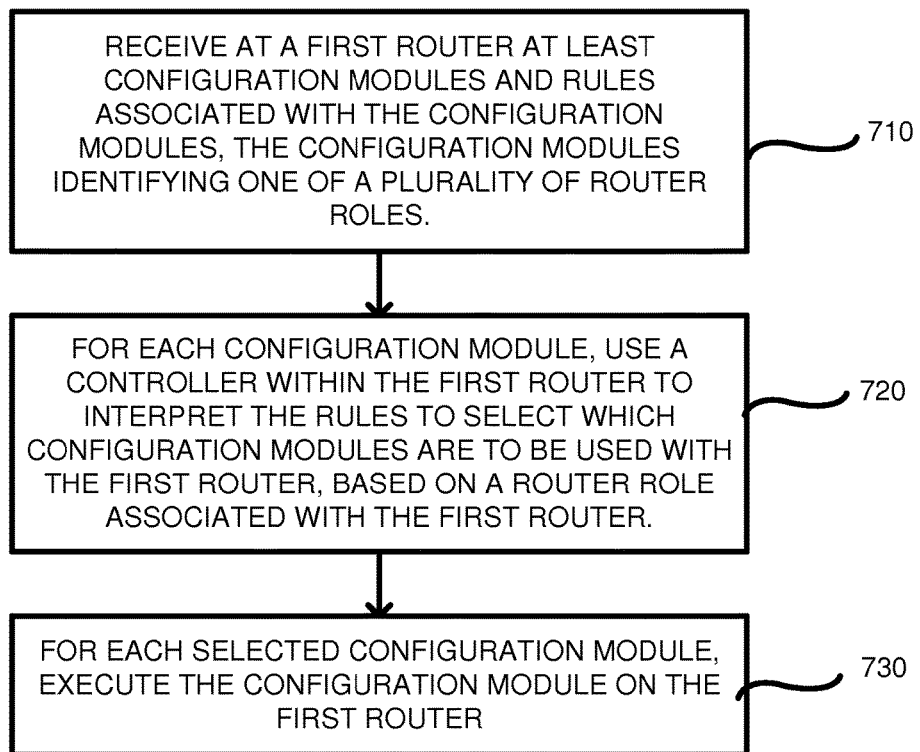 RECEIVE AT A FIRST ROUTER AT LEAST
CONFIGURATION MODULES AND RULES
ASSOCIATED WITH THE CONFIGURATION
MODULES, THE CONFIGURATION MODULES
IDENTIFYING ONE OF A PLURALITY OF ROUTER
ROLES.
710
FOR EACH CONFIGURATION MODULE, USE A
CONTROLLER WITHIN THE FIRST ROUTER TO
INTERPRET THE RULES TO SELECT WHICH
CONFIGURATION MODULES ARE TO BE USED WITH
THE FIRST ROUTER, BASED ON A ROUTER ROLE
ASSOCIATED WITH THE FIRST ROUTER.
720
FOR EACH SELECTED CONFIGURATION MODULE,
EXECUTE THE CONFIGURATION MODULE ON THE
FIRST ROUTER
730